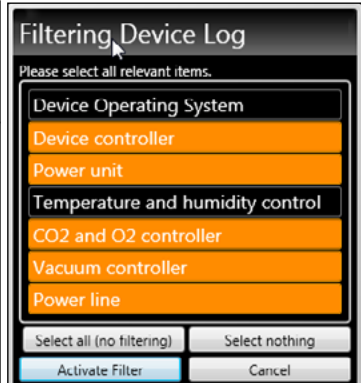 Filtering Device Log
Please select all relevant items.
Device Operating System
Device controller
Power unit
Temperature and humidity control
CO2 and O2 controller
Vacuum controller
Power line
Select all (no filtering) Select nothing
Activate Filter Cancel